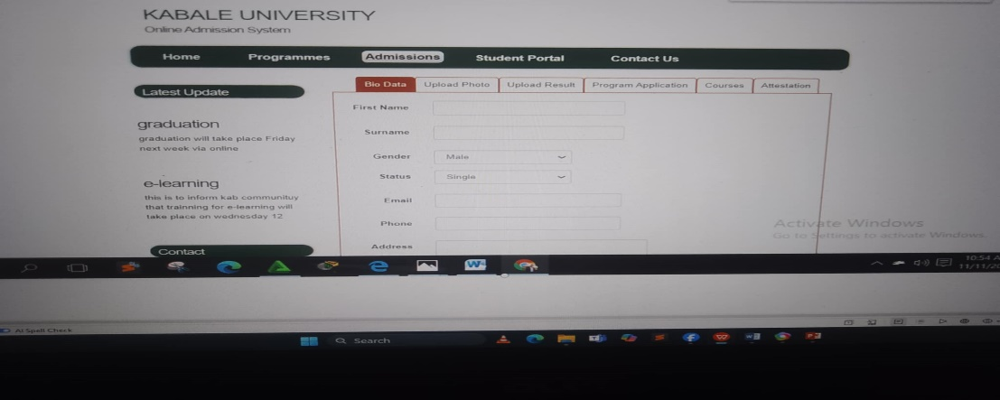 KABALE UNIVERSITY
Online Admission System
Home Programmes Admissions Student Portal Contact Us
Latest Update
graduation
graduation will take place Friday
next week via online
e-learning
this is to inform kab communituy
that trainning for e-learning will
take place on wednesday 12
Contact
Bio Data Upload Photo Upload Result Program Application Courses Attestation
First Name
Surname
Gender Male
Status Single
Email
Phone
Address
Activate Windows
Go to Settings to activate Windows.
10:54 A
11/11/20
AI Spell Check
Search